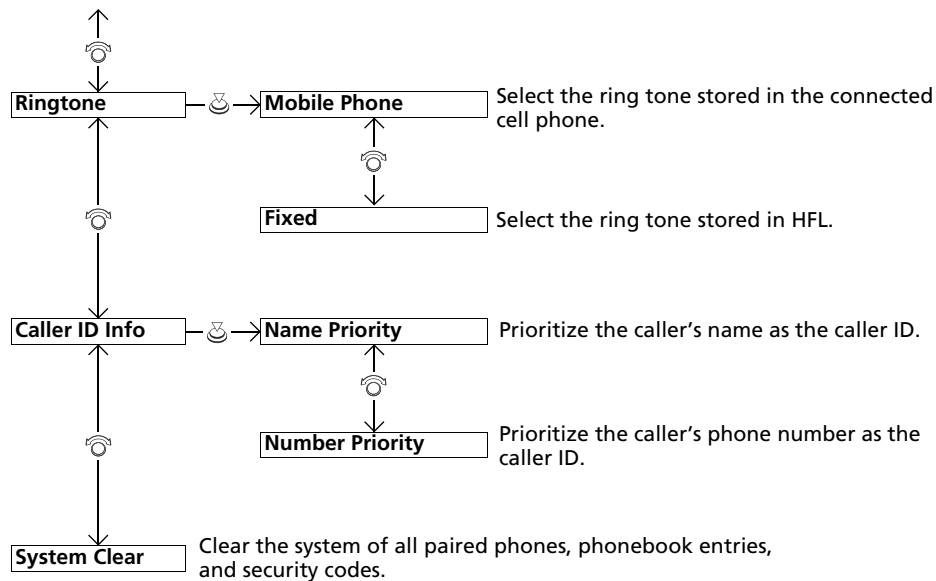 Ringtone
Mobile Phone
Select the ring tone stored in the connected
cell phone.
Fixed
Select the ring tone stored in HFL.
Caller ID Info
Name Priority
Prioritize the caller’s name as the caller ID.
Number Priority
Prioritize the caller’s phone number as the
caller ID.
System Clear
Clear the system of all paired phones, phonebook entries,
and security codes.